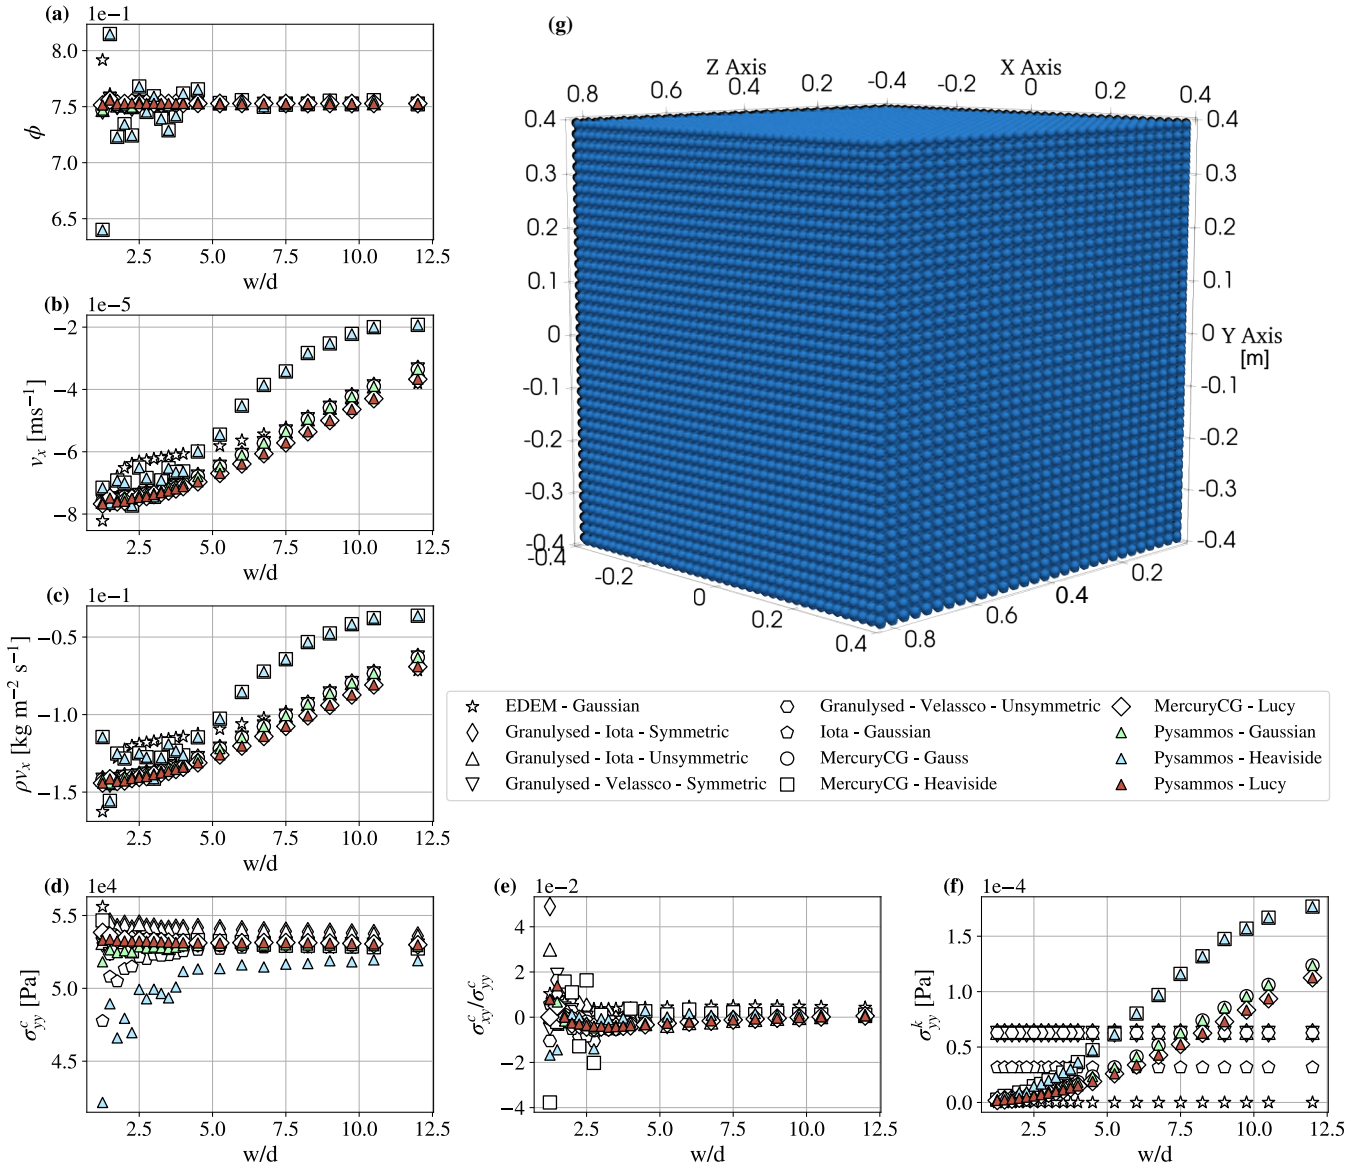 (a) 1e−1
8.0
7.5
7.0
6.5
ϕ
2.5 5.0 7.5 10.0 12.5
w/d
(b) 1e−5
−2
−4
−6
−8
v_x [ms⁻¹]
2.5 5.0 7.5 10.0 12.5
w/d
(c) 1e−1
−0.5
−1.0
−1.5
ρv_x [kg m⁻² s⁻¹]
2.5 5.0 7.5 10.0 12.5
w/d
(g)
Z Axis X Axis
0.8 0.6 0.4 0.2 -0.4 -0.2 0 0.2 0.4
0.4 0.4
0.3 0.3
0.2 0.2
0.1 0.1
0 0 Y Axis
[m]
-0.1 -0.1
-0.2 -0.2
-0.3 -0.3
-0.4 -0.4
-0.4 -0.2 0 0.2 0.4 0.8 0.6 0.4 0.2
EDEM - Gaussian
Granulysed - Iota - Symmetric
Granulysed - Iota - Unsymmetric
Granulysed - Velassco - Symmetric
Granulysed - Velassco - Unsymmetric
Iota - Gaussian
MercuryCG - Gauss
MercuryCG - Heaviside
MercuryCG - Lucy
Pysammos - Gaussian
Pysammos - Heaviside
Pysammos - Lucy
(d) 1e4
5.5
5.0
4.5
σᶜ_yy [Pa]
2.5 5.0 7.5 10.0 12.5
w/d
(e) 1e−2
4
2
0
−2
−4
σᶜ_xy/σᶜ_yy
2.5 5.0 7.5 10.0 12.5
w/d
(f) 1e−4
1.5
1.0
0.5
0.0
σᵏ_yy [Pa]
2.5 5.0 7.5 10.0 12.5
w/d